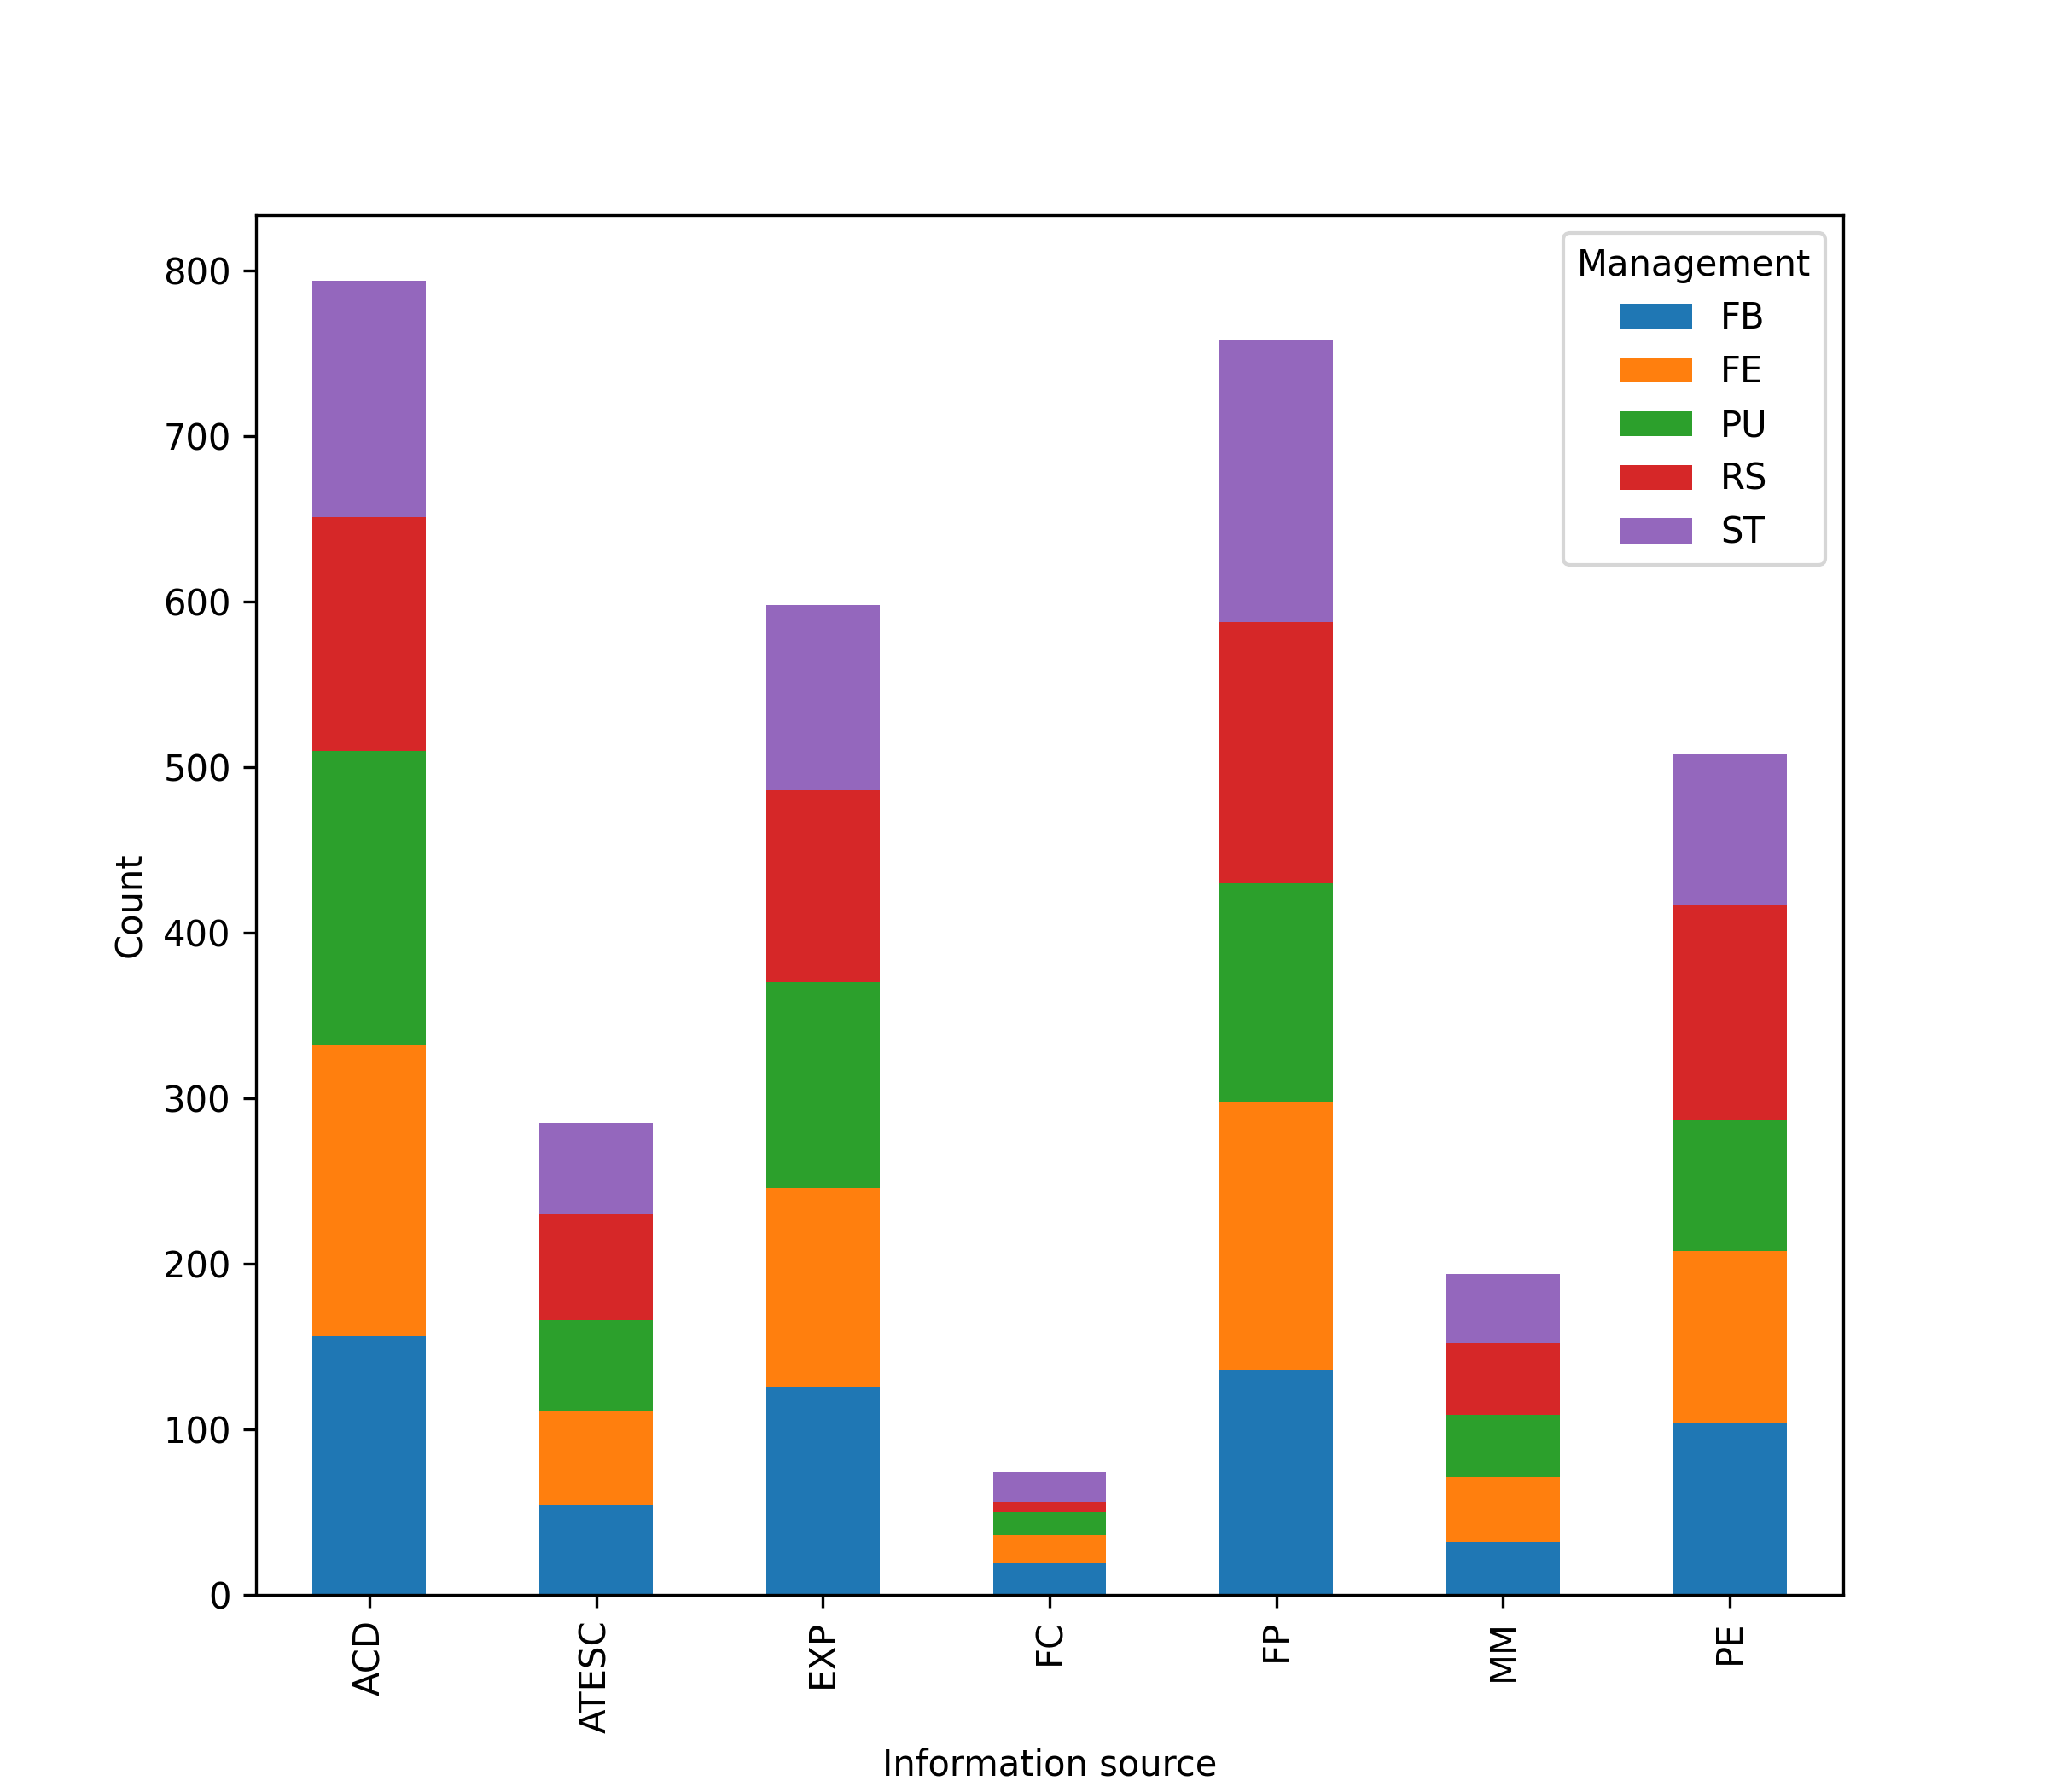 800
700
600
500
400
300
200
100
0
Count
Management
FB
FE
PU
RS
ST
ACD
ATESC
EXP
FC
FP
MM
PE
Information source